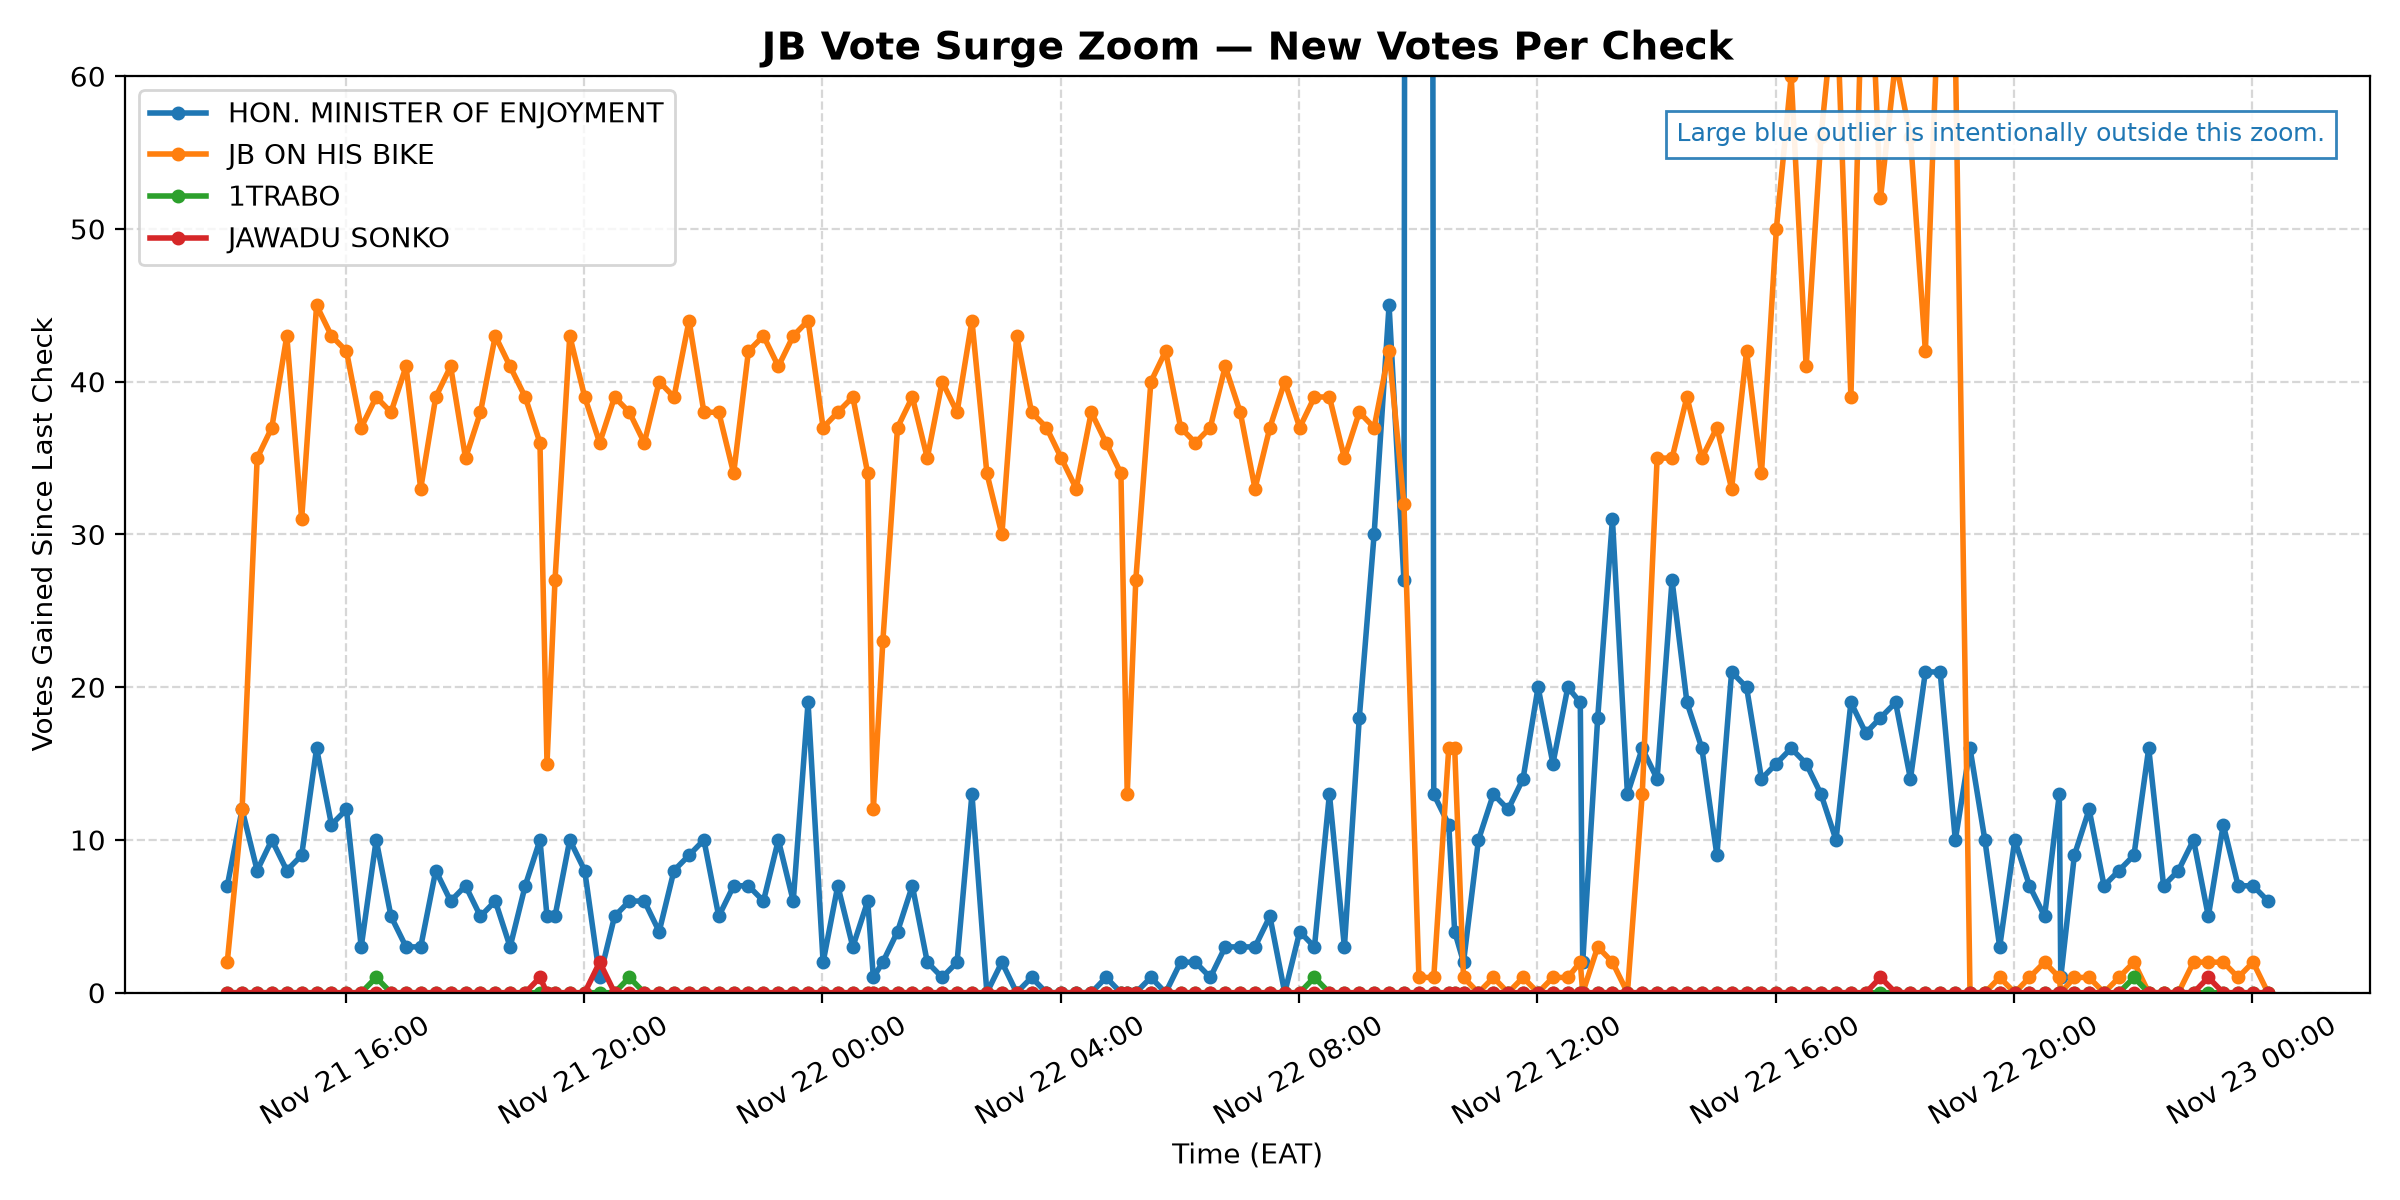 JB Vote Surge Zoom — New Votes Per Check
60
50
40
30
20
10
0
Votes Gained Since Last Check
HON. MINISTER OF ENJOYMENT
JB ON HIS BIKE
1TRABO
JAWADU SONKO
Large blue outlier is intentionally outside this zoom.
Nov 21 16:00
Nov 21 20:00
Nov 22 00:00
Nov 22 04:00
Nov 22 08:00
Nov 22 12:00
Nov 22 16:00
Nov 22 20:00
Nov 23 00:00
Time (EAT)